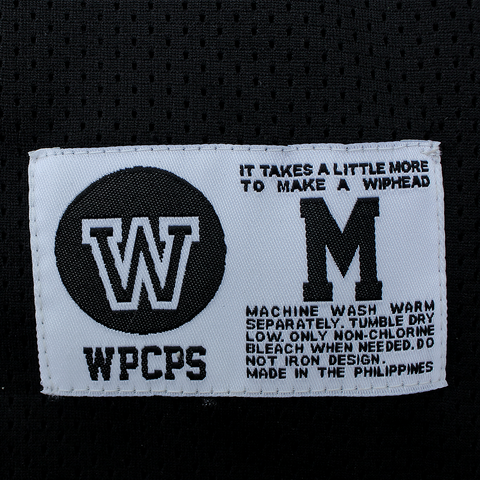 W
WPCPS
IT TAKES A LITTLE MORE
TO MAKE A WIPHEAD
M
MACHINE WASH WARM
SEPARATELY. TUMBLE DRY
LOW. ONLY NON-CHLORINE
BLEACH WHEN NEEDED. DO
NOT IRON DESIGN.
MADE IN THE PHILIPPINES